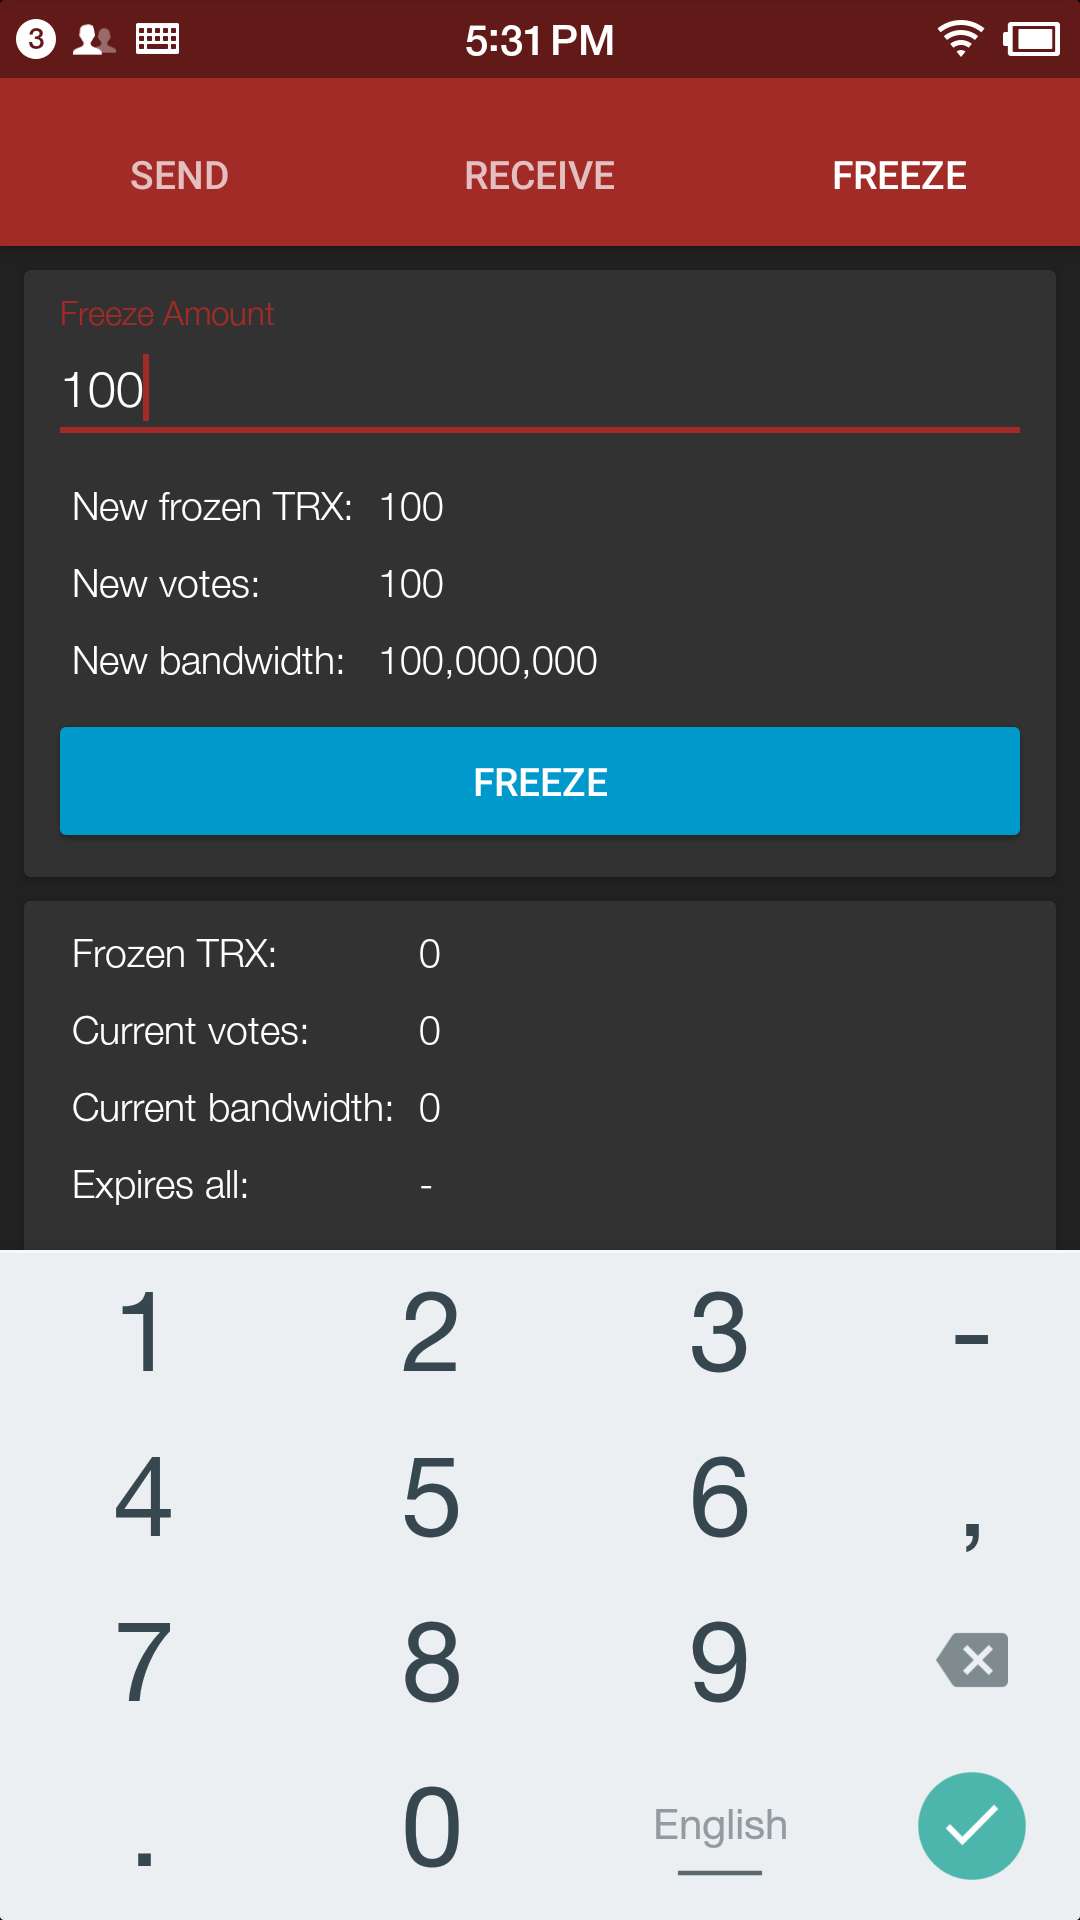 3 5:31 PM
SEND RECEIVE FREEZE
Freeze Amount
100
New frozen TRX: 100
New votes: 100
New bandwidth: 100,000,000
FREEZE
Frozen TRX: 0
Current votes: 0
Current bandwidth: 0
Expires all: -
1 2 3 -
4 5 6 ,
7 8 9
. 0 English